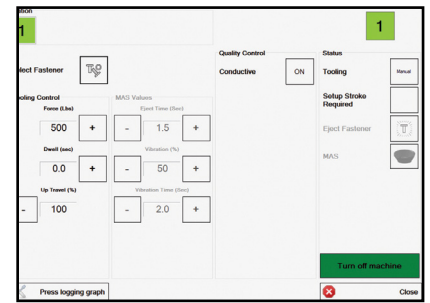 1
1
Quality Control
Status
Conductive
ON
Tooling
Manual
Setup Stroke
Required
Eject Fastener
MAS
Fastener
Control
MAS Values
Force (Lbs)
Eject Time (Sec)
500
+
-
1.5
+
Dwell (sec)
Vibration (%)
0.0
+
-
50
+
Up Travel (%)
Vibration Time (Sec)
-
100
-
2.0
+
Turn off machine
Press logging graph
Close